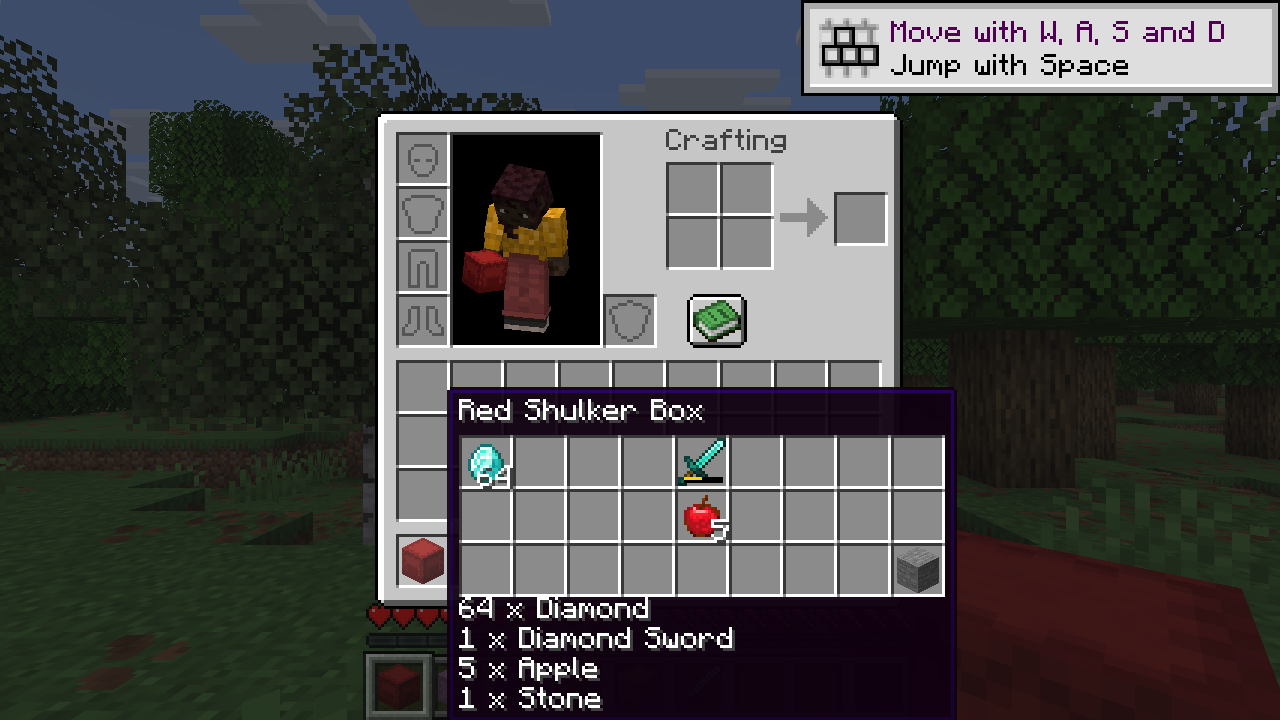 Move with W, A, S and D
Jump with Space
Crafting
Red Shulker Box
64
5
64 x Diamond
1 x Diamond Sword
5 x Apple
1 x Stone